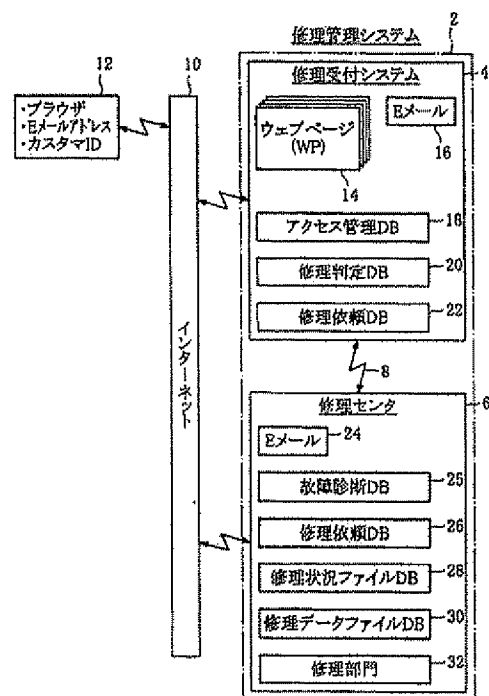 修理管理システム
2
12
10
修理受付システム
4
・ブラウザ
・Eメールアドレス
・カスタマID
ウェブページ
(WP)
Eメール
16
14
アクセス管理DB
18
修理判定DB
20
修理依頼DB
22
インターネット
8
修理センタ
6
Eメール
24
故障診断DB
25
修理依頼DB
26
修理状況ファイルDB
28
修理データファイルDB
30
修理部門
32